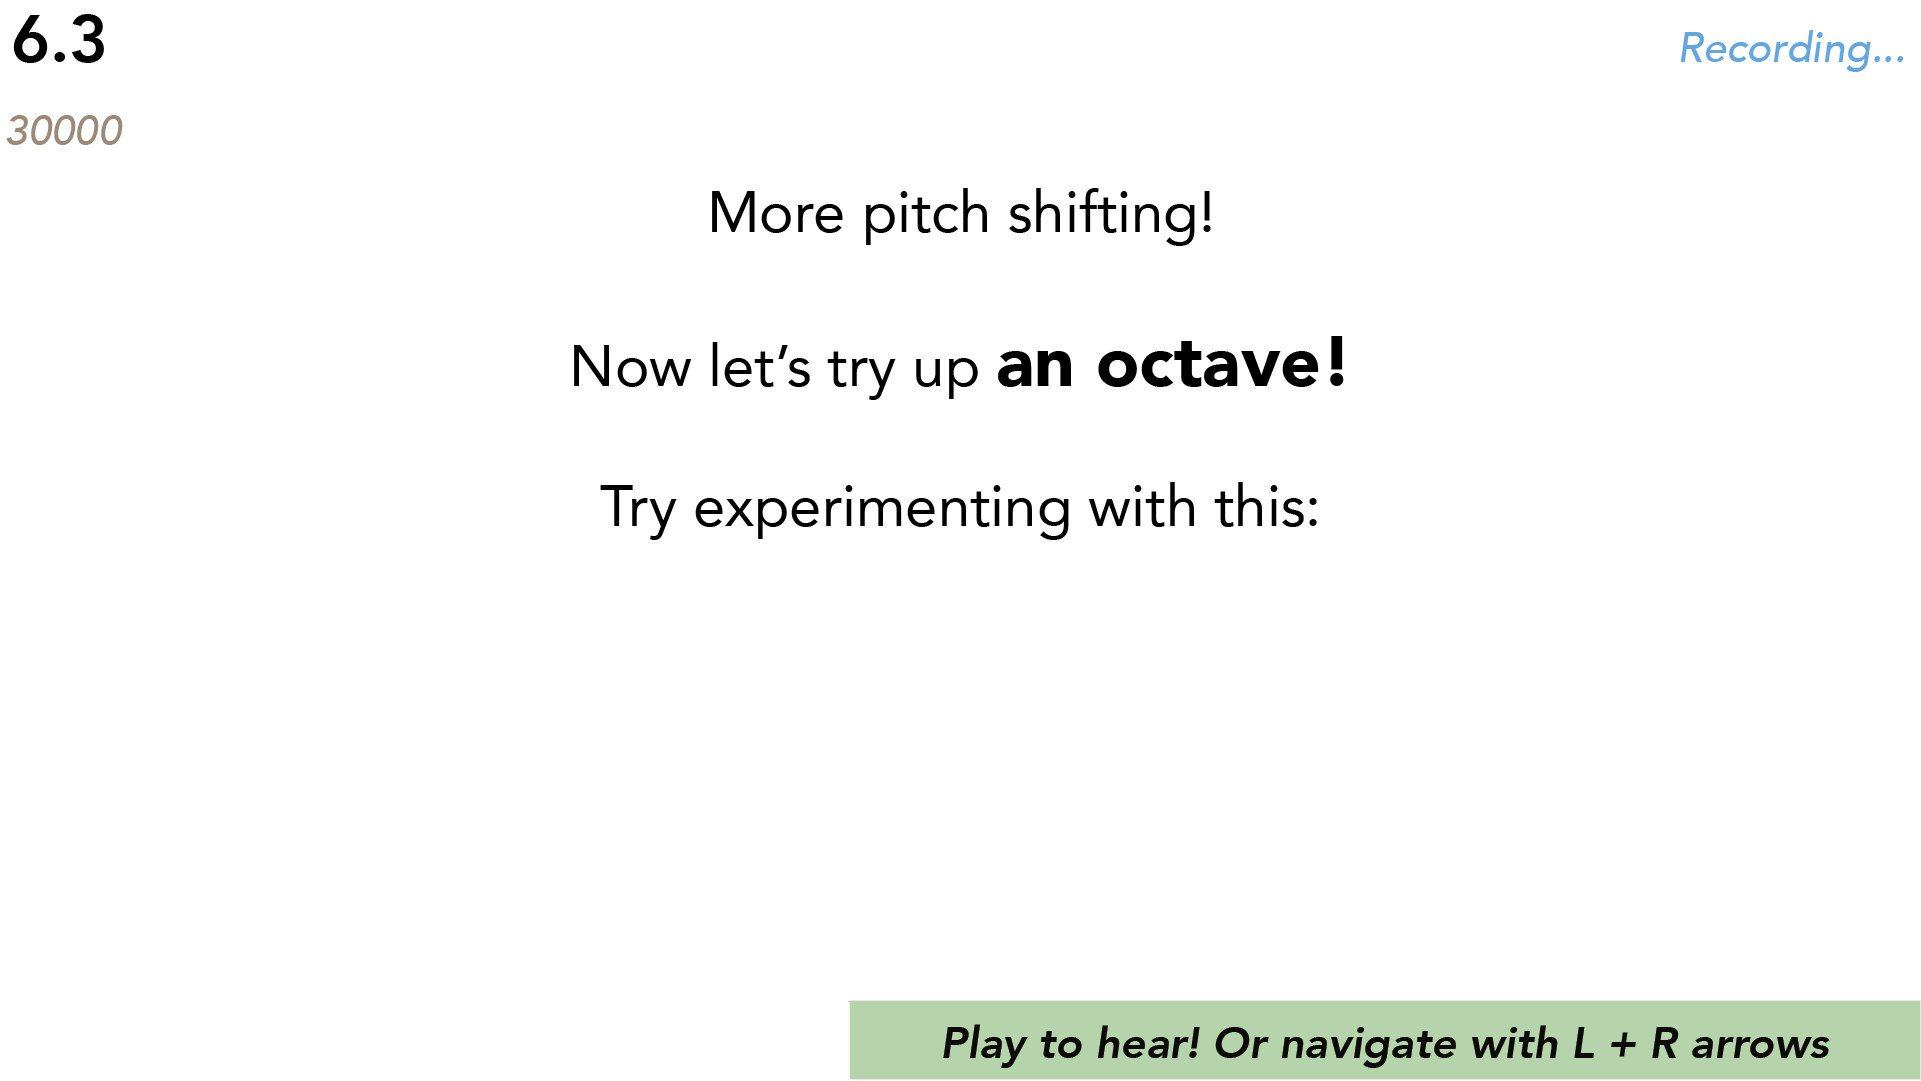 6.3
Recording...
30000
More pitch shifting!
Now let’s try up an octave!
Try experimenting with this:
Play to hear! Or navigate with L + R arrows